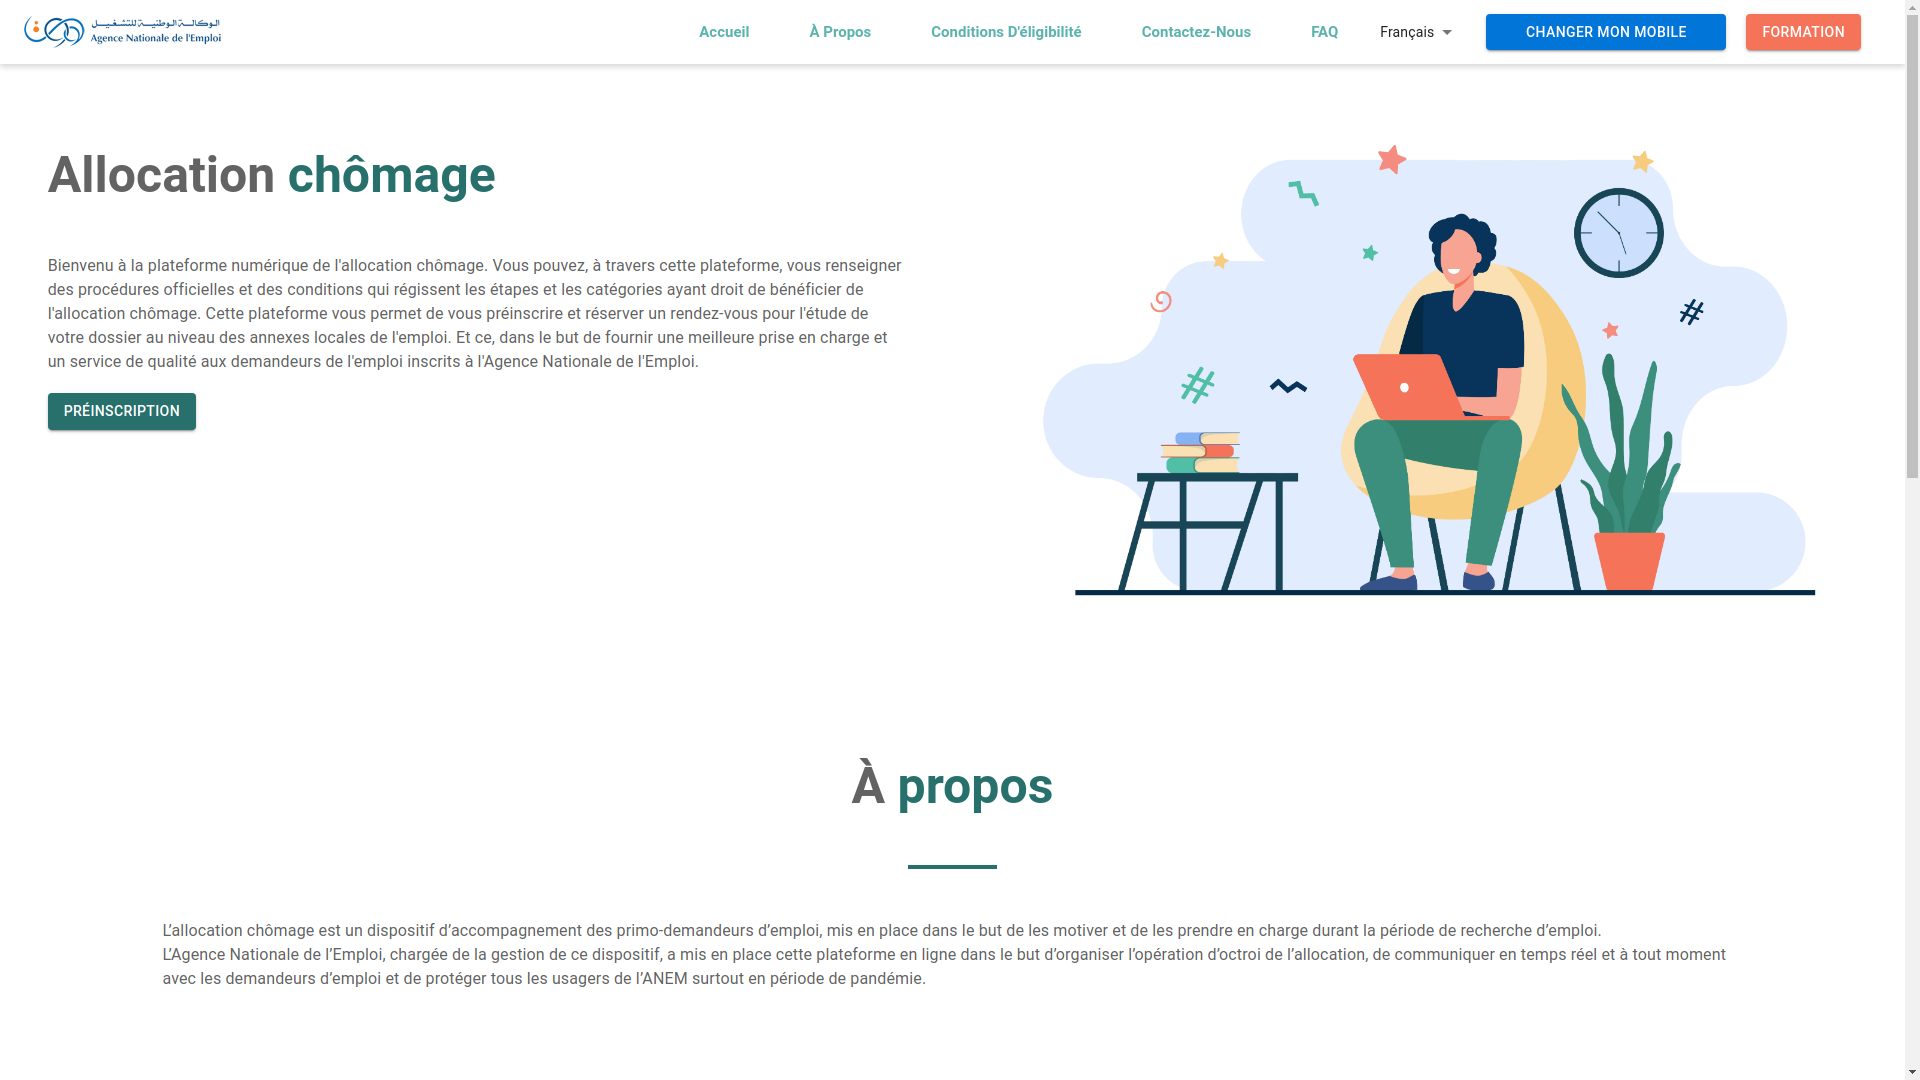 الوكالة الوطنية للتشغيل
Agence Nationale de l'Emploi
Accueil
À Propos
Conditions D'éligibilité
Contactez-Nous
FAQ
Français
CHANGER MON MOBILE
FORMATION
Allocation chômage
Bienvenu à la plateforme numérique de l'allocation chômage. Vous pouvez, à travers cette plateforme, vous renseigner
des procédures officielles et des conditions qui régissent les étapes et les catégories ayant droit de bénéficier de
l'allocation chômage. Cette plateforme vous permet de vous préinscrire et réserver un rendez-vous pour l'étude de
votre dossier au niveau des annexes locales de l'emploi. Et ce, dans le but de fournir une meilleure prise en charge et
un service de qualité aux demandeurs de l'emploi inscrits à l'Agence Nationale de l'Emploi.
PRÉINSCRIPTION
À propos
L’allocation chômage est un dispositif d’accompagnement des primo-demandeurs d’emploi, mis en place dans le but de les motiver et de les prendre en charge durant la période de recherche d’emploi.
L’Agence Nationale de l’Emploi, chargée de la gestion de ce dispositif, a mis en place cette plateforme en ligne dans le but d’organiser l’opération d’octroi de l’allocation, de communiquer en temps réel et à tout moment
avec les demandeurs d’emploi et de protéger tous les usagers de l’ANEM surtout en période de pandémie.